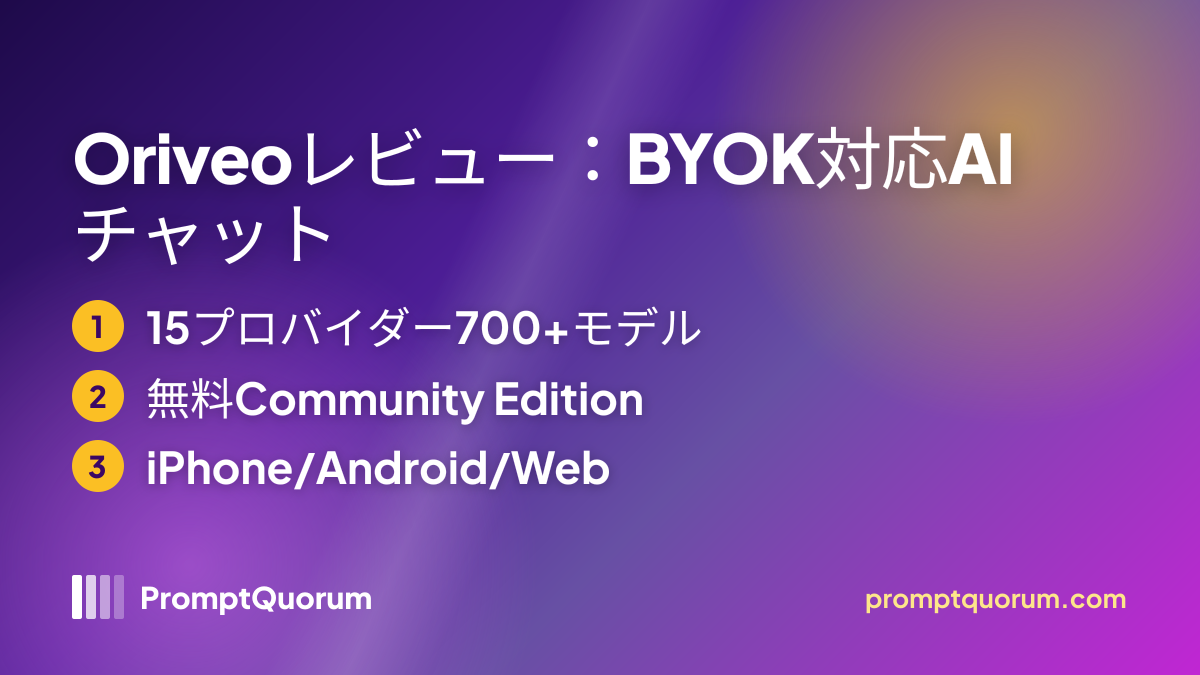 Oriveoレビュー：BYOK対応AI
チャット
1 15プロバイダー700+モデル
2 無料Community Edition
3 iPhone/Android/Web
PromptQuorum
promptquorum.com